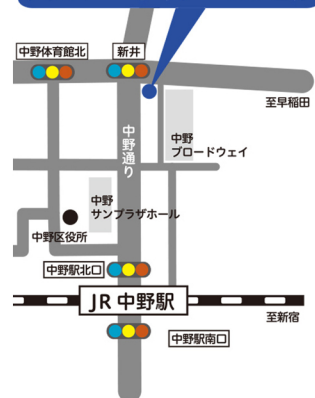 中野体育館北
新井
至早稲田
中野通り
中野
ブロードウェイ
中野
サンプラザホール
中野区役所
中野駅北口
JR 中野駅
至新宿
中野駅南口